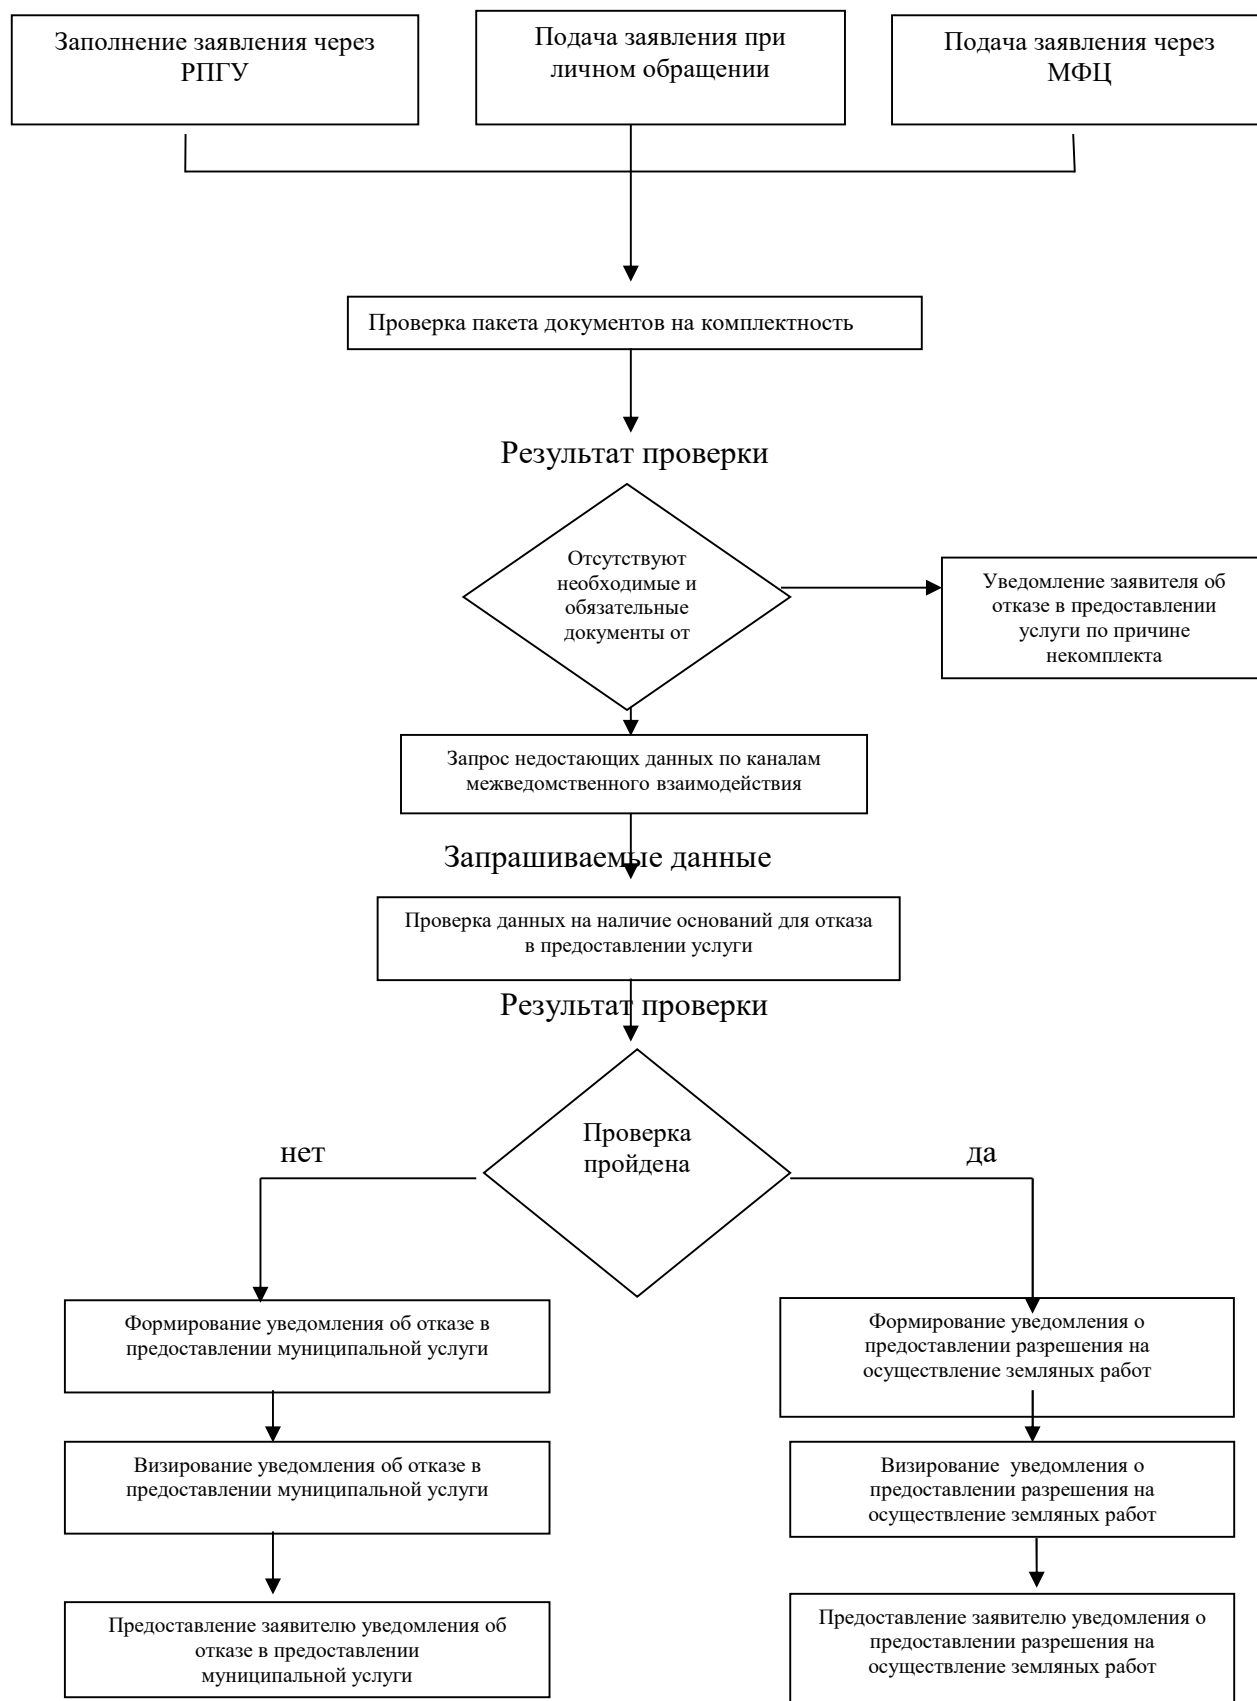 Заполнение заявления через
РПГУ
Подача заявления при
личном обращении
Подача заявления через
МФЦ
Проверка пакета документов на комплектность
Результат проверки
Отсутствуют
необходимые и
обязательные
документы от
Уведомление заявителя об
отказе в предоставлении
услуги по причине
некомплекта
Запрос недостающих данных по каналам
межведомственного взаимодействия
Запрашиваемые данные
Проверка данных на наличие оснований для отказа
в предоставлении услуги
Результат проверки
Проверка
пройдена
нет
да
Формирование уведомления об отказе в
предоставлении муниципальной услуги
Формирование уведомления о
предоставлении разрешения на
осуществление земляных работ
Визирование уведомления об отказе в
предоставлении муниципальной услуги
Визирование  уведомления о
предоставлении разрешения на
осуществление земляных работ
Предоставление заявителю уведомления об
отказе в предоставлении
муниципальной услуги
Предоставление заявителю уведомления о
предоставлении разрешения на
осуществление земляных работ